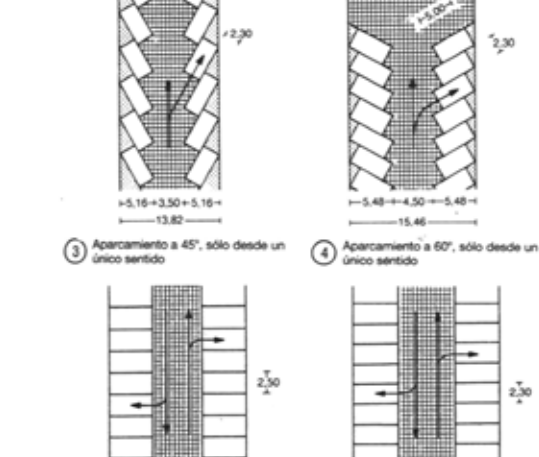 2,30
5,00
2,30
5,16 3,50 5,16
13,82
5,48 4,50 5,48
15,46
3 Aparcamiento a 45°, sólo desde un
único sentido
4 Aparcamiento a 60°, sólo desde un
único sentido
2,50
2,30